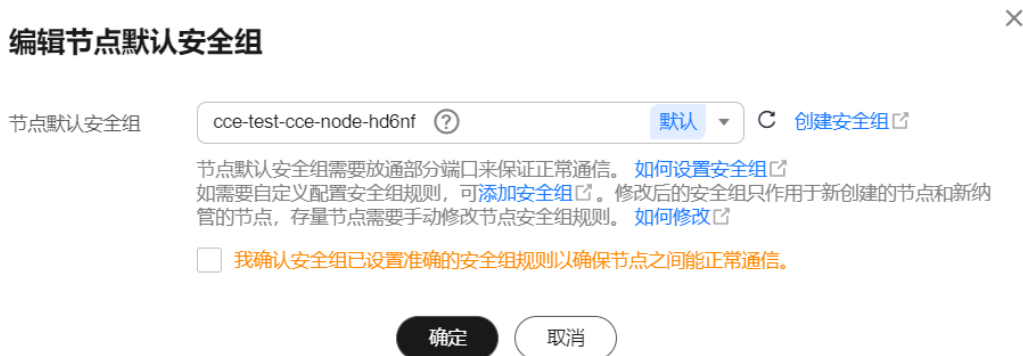 编辑节点默认安全组
节点默认安全组 cce-test-cce-node-hd6nf ? 默认 创建安全组
节点默认安全组需要放通部分端口来保证正常通信。 如何设置安全组
如需要自定义配置安全组规则，可添加安全组。修改后的安全组只作用于新创建的节点和新纳
管的节点，存量节点需要手动修改节点安全组规则。 如何修改
我确认安全组已设置准确的安全组规则以确保节点之间能正常通信。
确定 取消